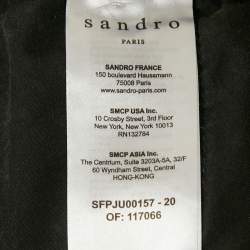 sandro
PARIS
SANDRO FRANCE
150 boulevard Haussmann
75008 Paris
www.sandro-paris.com
SMCP USA Inc.
10 Crosby Street, 3rd Floor
New York, New York 10013
RN132784
SMCP ASIA Inc.
The Centrium, Suite 3203A-5A, 32/F
60 Wyndham Street, Central
HONG-KONG
SFPJU00157 - 20
OF: 117066